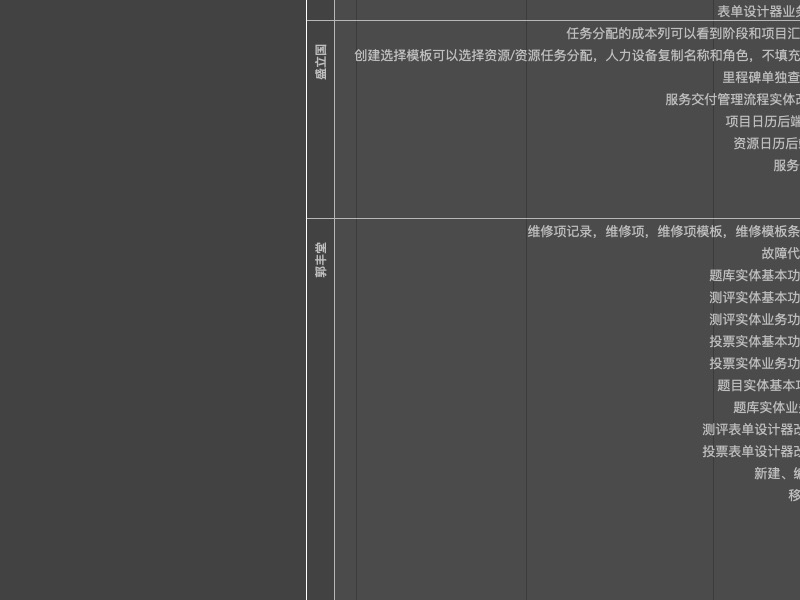 表单设计器业务
盛立国
任务分配的成本列可以看到阶段和项目汇
创建选择模板可以选择资源/资源任务分配，人力设备复制名称和角色，不填充
里程碑单独查
服务交付管理流程实体改
项目日历后端
资源日历后
服务
郭丰堂
维修项记录，维修项，维修项模板，维修模板条
故障代
题库实体基本功
测评实体基本功
测评实体业务功
投票实体基本功
投票实体业务功
题目实体基本功
题库实体业务
测评表单设计器改
投票表单设计器改
新建、编
移